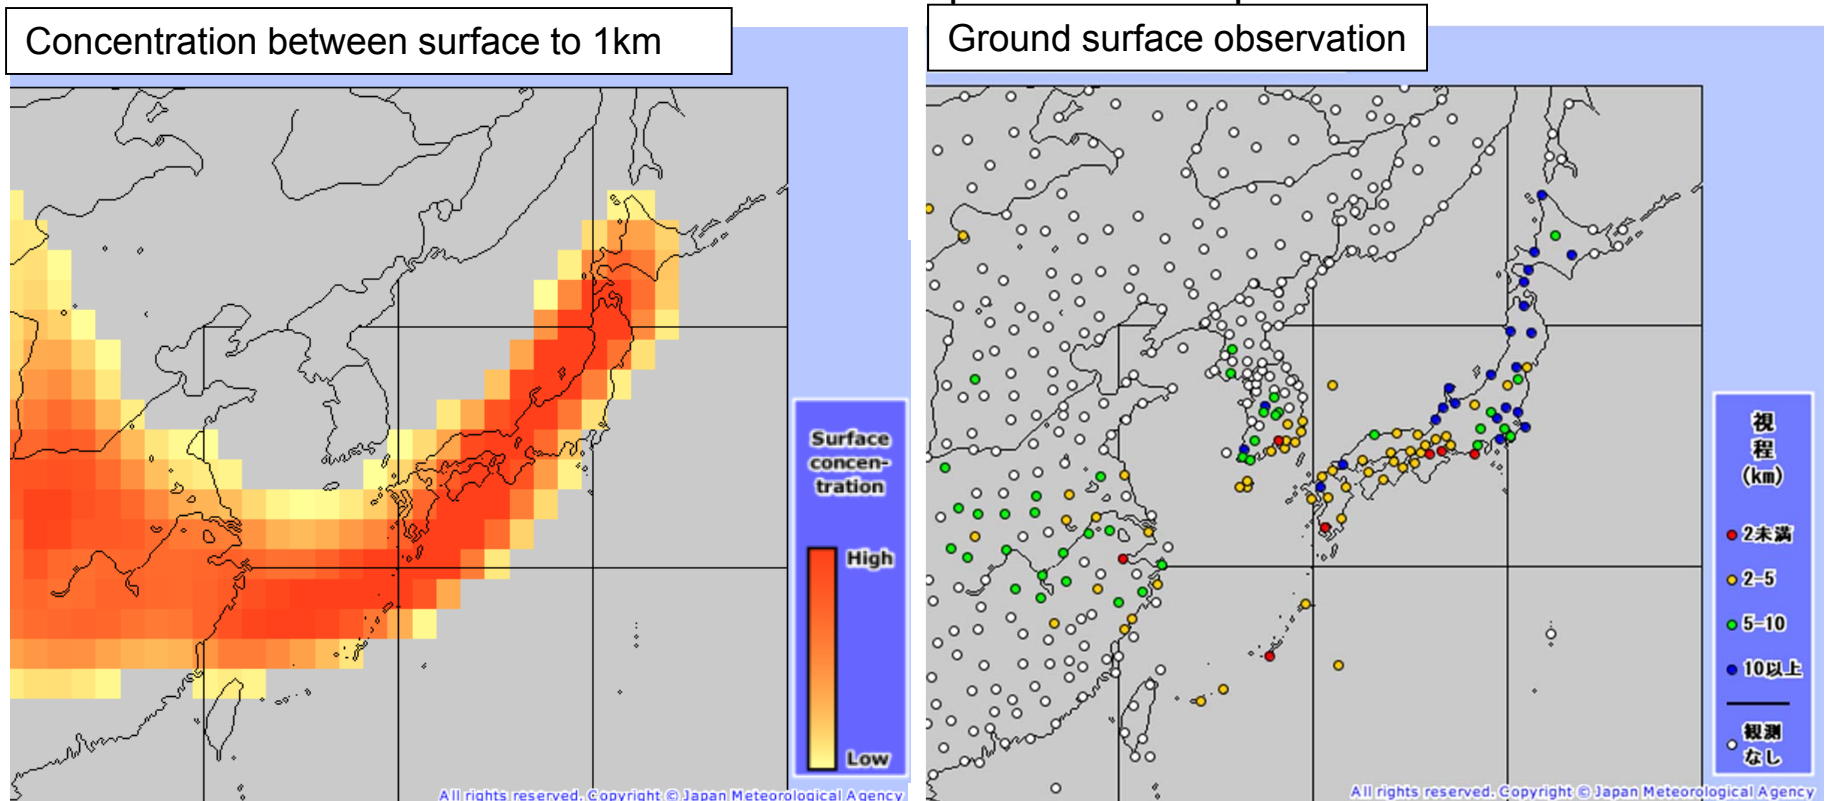 Concentration between surface to 1km
Surface
concen-
tration
High
Low
All rights reserved. Copyright © Japan Meteorological Agency
Ground surface observation
視
程
(km)
2未満
2-5
5-10
10以上
観測
なし
All rights reserved. Copyright © Japan Meteorological Agency